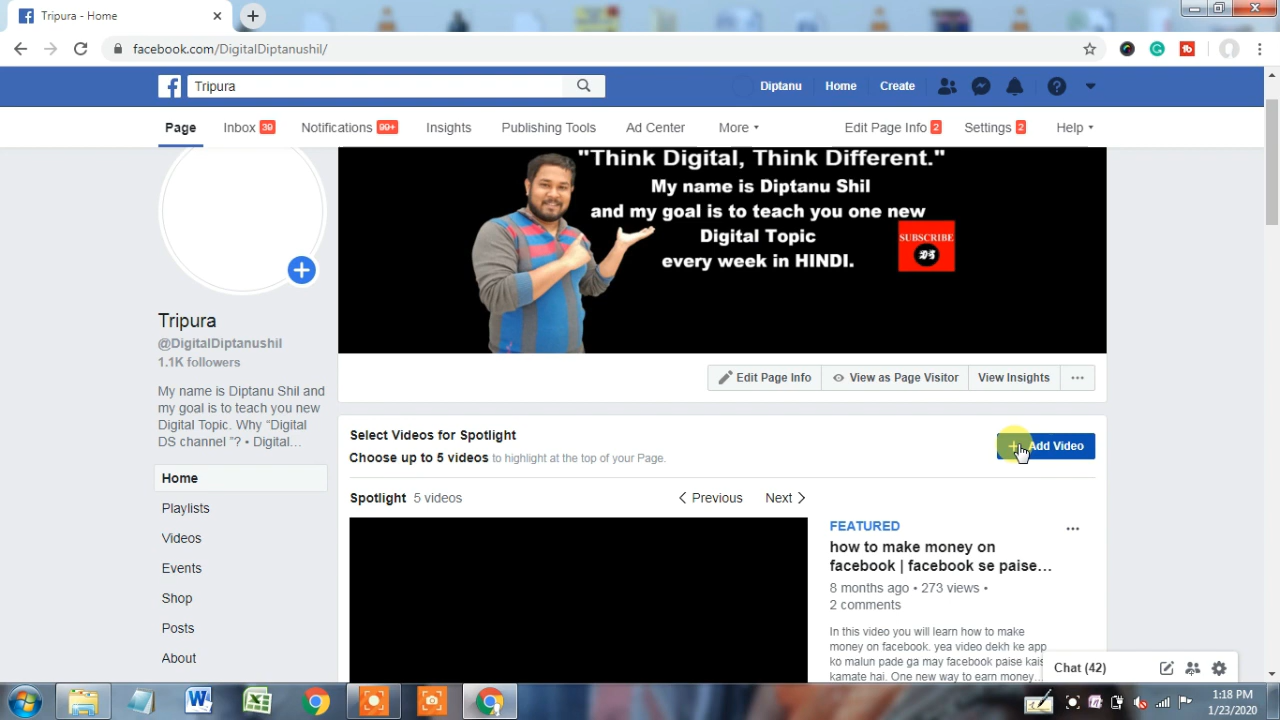 Tripura - Home
facebook.com/DigitalDiptanushil/
Tripura
Diptanu
Home
Create
Page
Inbox 39
Notifications 99+
Insights
Publishing Tools
Ad Center
More
Edit Page Info 2
Settings 2
Help
"Think Digital, Think Different."
My name is Diptanu Shil
and my goal is to teach you one new
Digital Topic
every week in HINDI.
SUBSCRIBE
DS
Tripura
@DigitalDiptanushil
1.1K followers
My name is Diptanu Shil and
my goal is to teach you new
Digital Topic. Why “Digital
DS channel ”? • Digital...
Home
Playlists
Videos
Events
Shop
Posts
About
Edit Page Info
View as Page Visitor
View Insights
Select Videos for Spotlight
Choose up to 5 videos to highlight at the top of your Page.
Add Video
Spotlight 5 videos
Previous
Next
FEATURED
how to make money on
facebook | facebook se paise...
8 months ago • 273 views •
2 comments
In this video you will learn how to make
money on facebook. yea video dekh ke app
ko malun pade ga may facebook paise kais
kamate hai. One new way to earn money...
Chat (42)
1:18 PM
1/23/2020